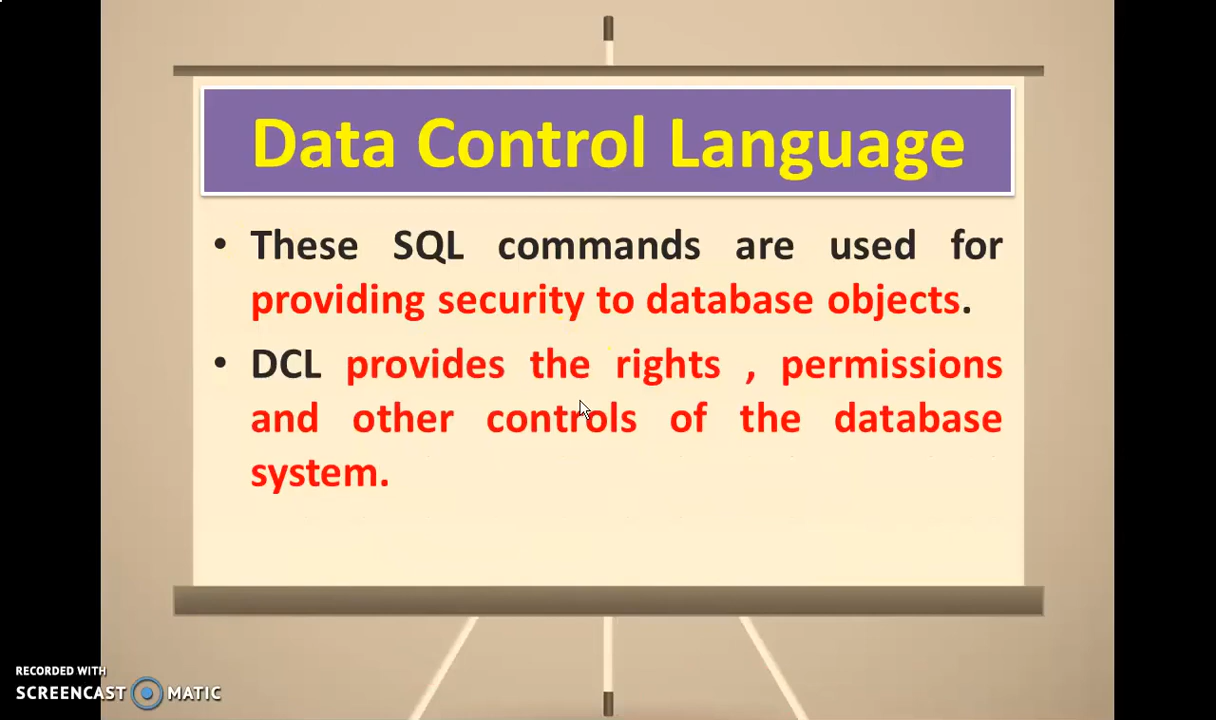 Data Control Language
• These SQL commands are used for
providing security to database objects.
• DCL provides the rights , permissions
and other controls of the database
system.
RECORDED WITH
SCREENCAST MATIC